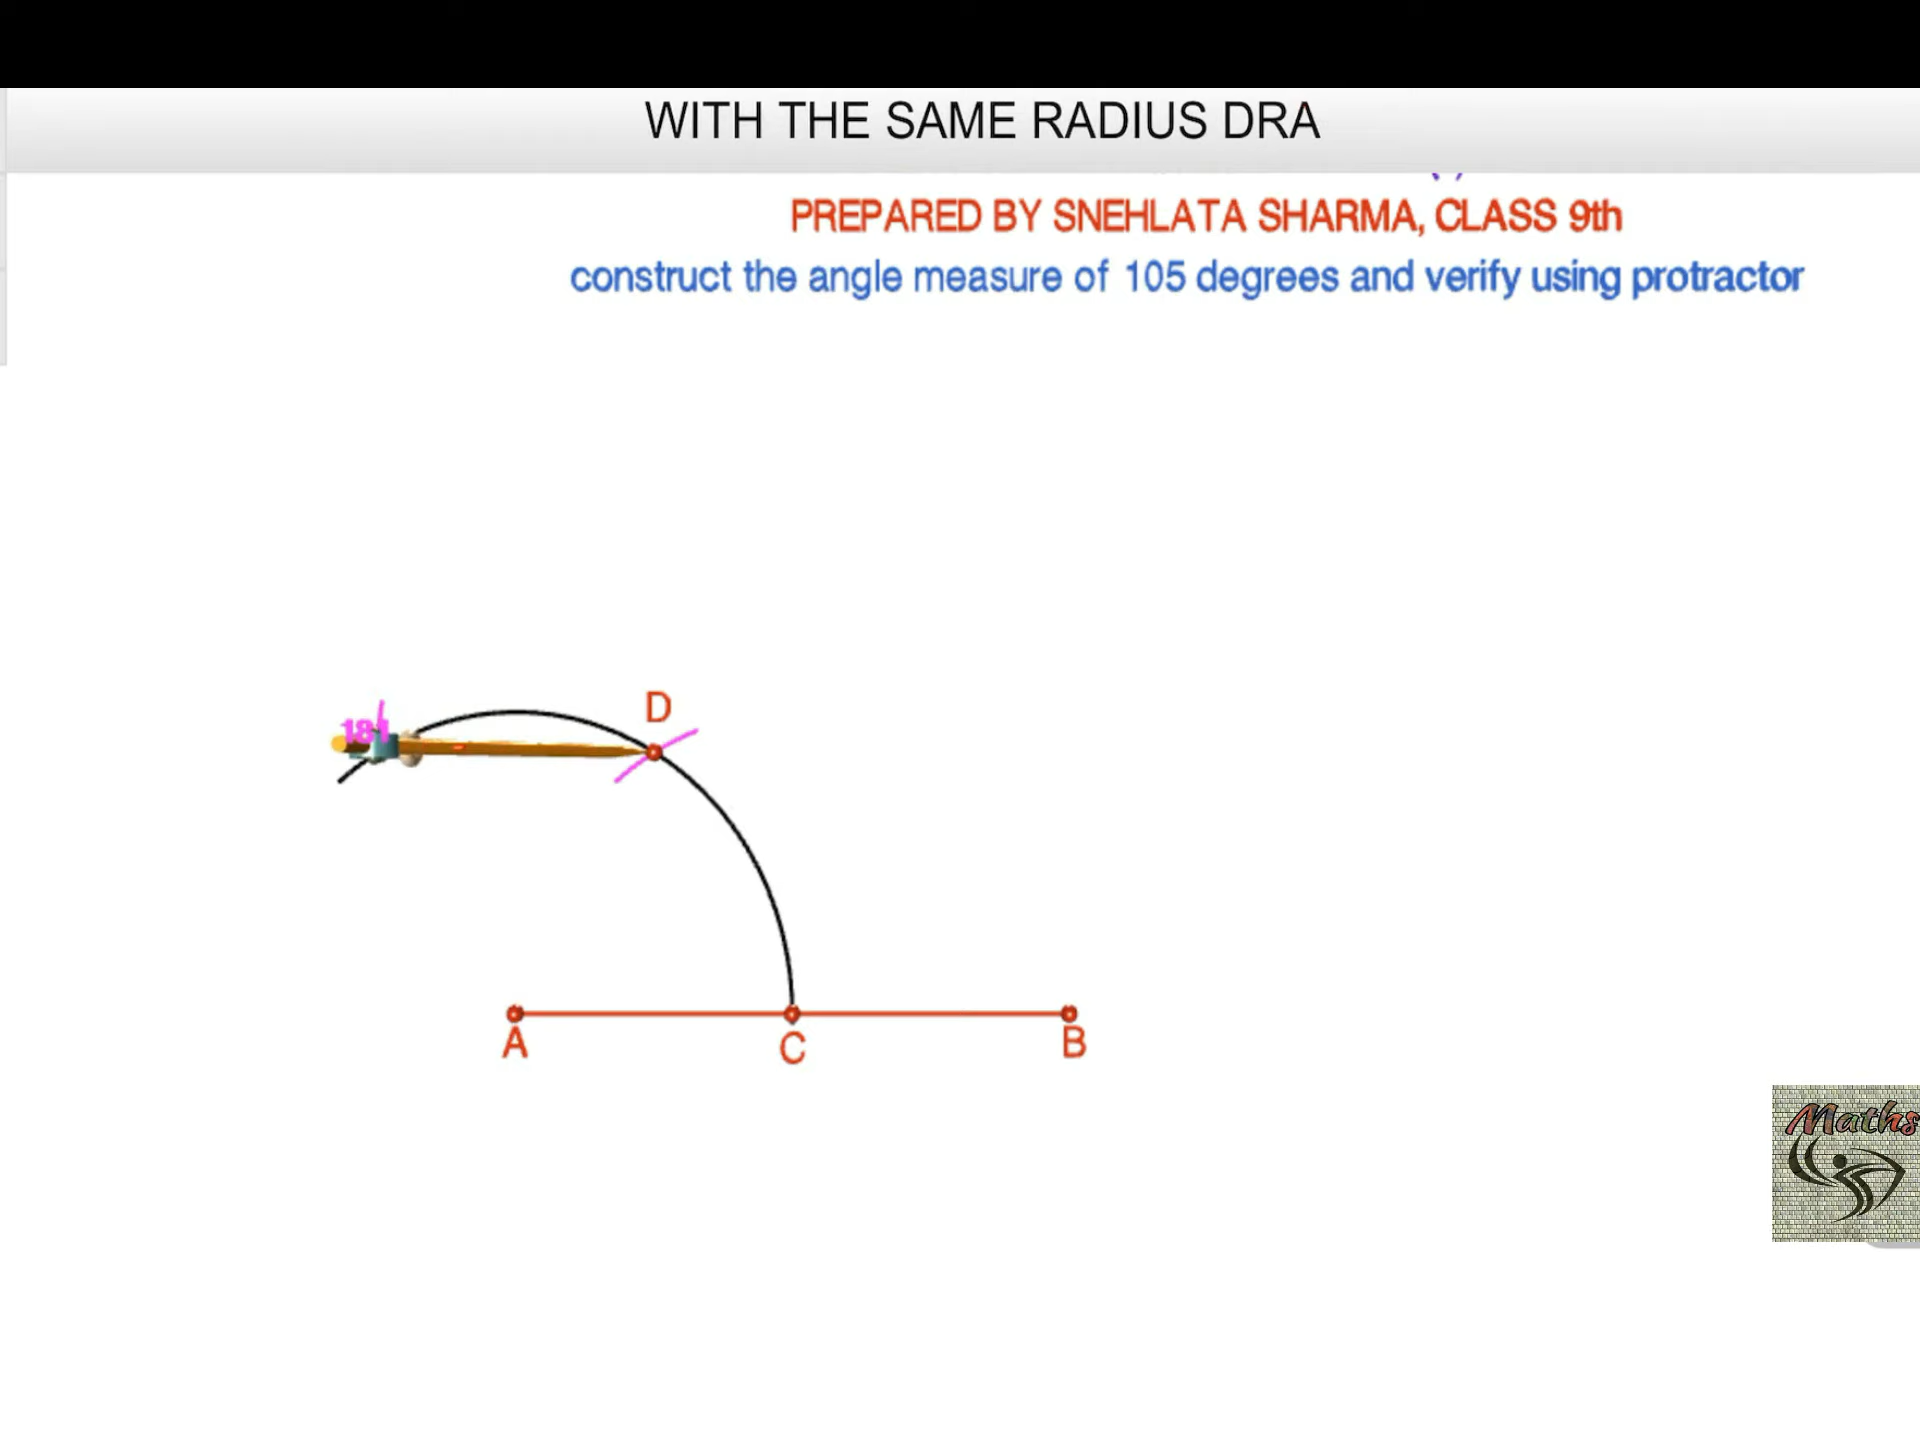 WITH THE SAME RADIUS DRA
PREPARED BY SNEHLATA SHARMA, CLASS 9th
construct the angle measure of 105 degrees and verify using protractor
D
181
A
C
B
Maths